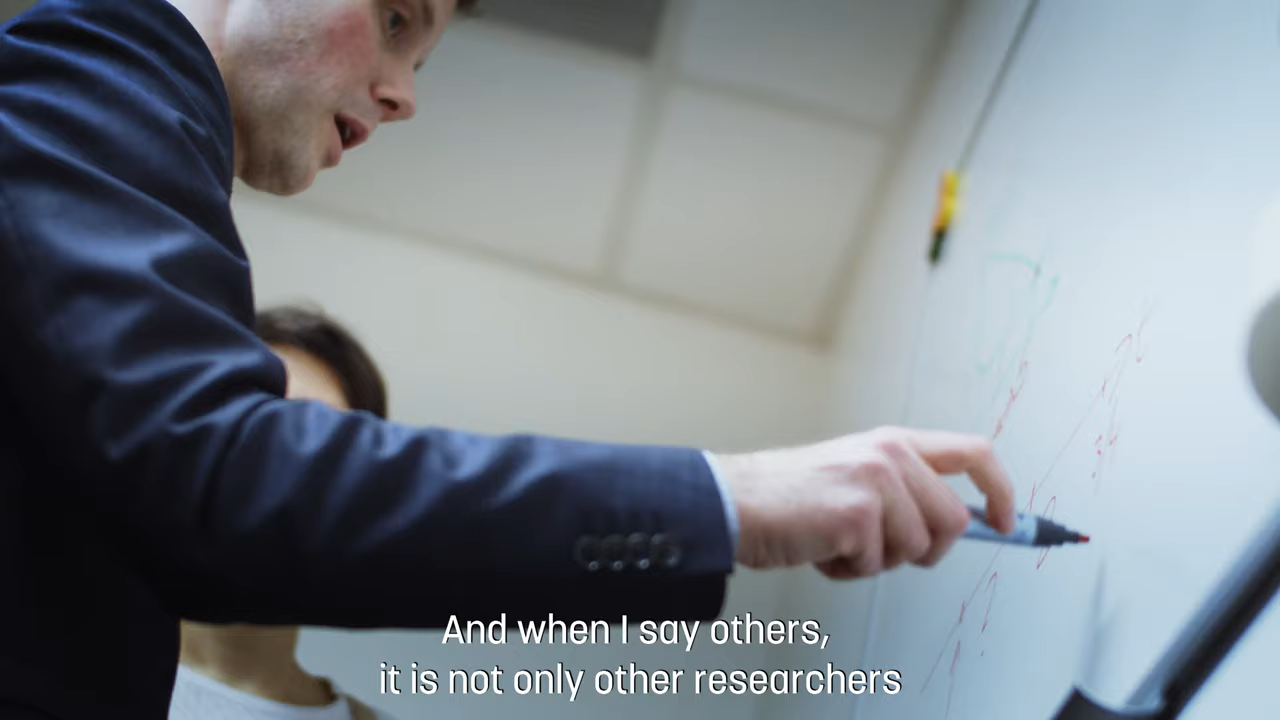 And when I say others,
it is not only other researchers